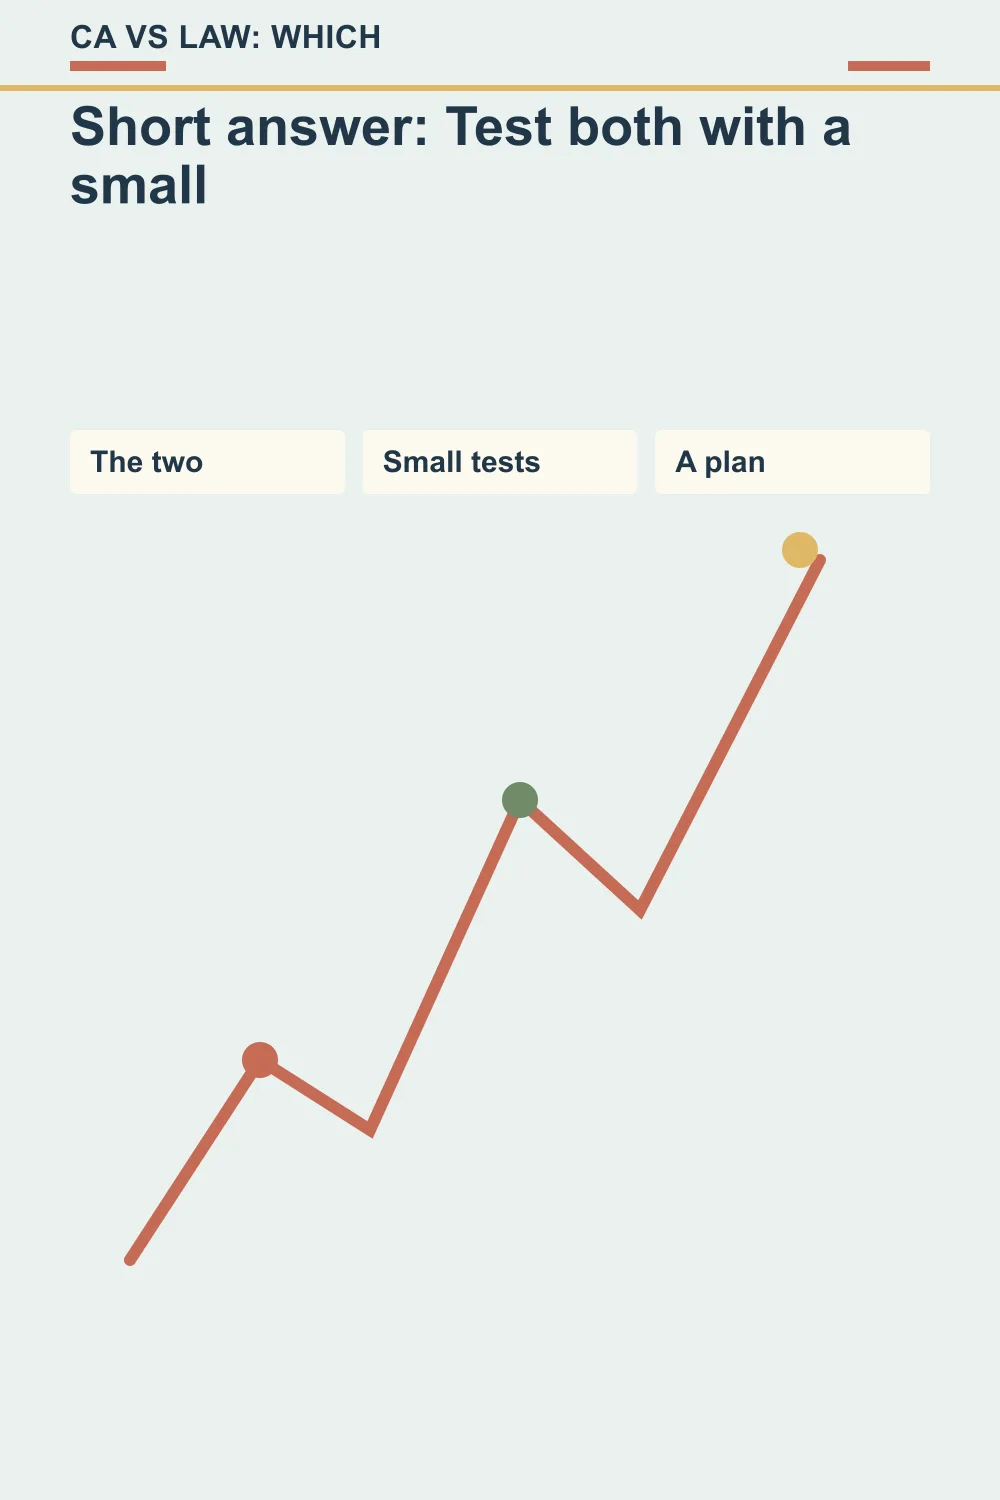 CA VS LAW: WHICH
Short answer: Test both with a
small
The two
Small tests
A plan